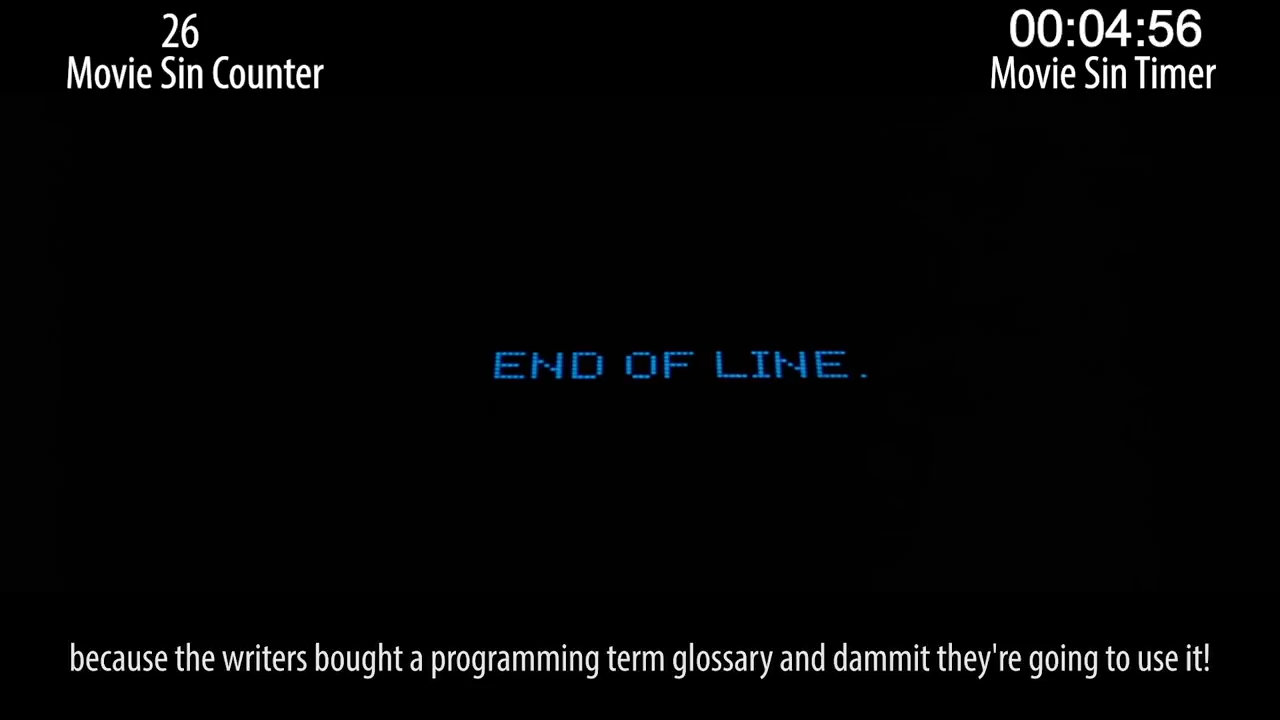 26
Movie Sin Counter
00:04:56
Movie Sin Timer
END OF LINE.
because the writers bought a programming term glossary and dammit they're going to use it!